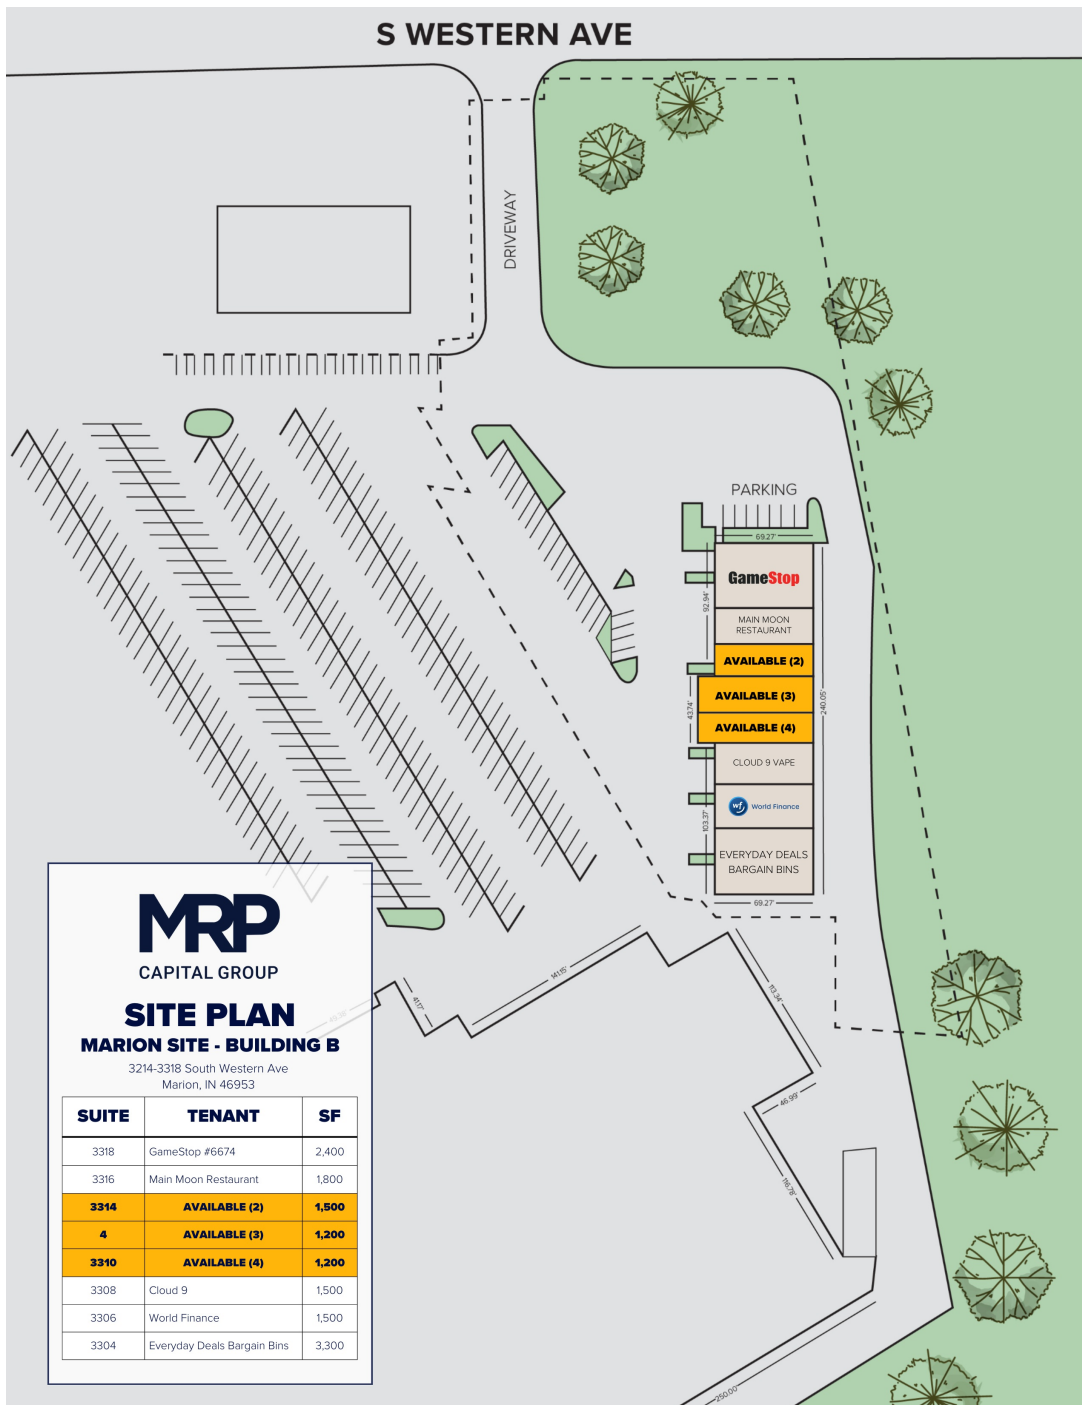 S WESTERN AVE
DRIVEWAY
PARKING
69.27'
GameStop
92.94'
MAIN MOON
RESTAURANT
AVAILABLE (2)
AVAILABLE (3)
43.74'
240.05'
AVAILABLE (4)
CLOUD 9 VAPE
wf World Finance
103.37'
EVERYDAY DEALS
BARGAIN BINS
69.27'
141.15'
113.34'
41.17'
46.99'
116.78'
250.00'
MRP
CAPITAL GROUP
SITE PLAN
MARION SITE - BUILDING B
3214-3318 South Western Ave
Marion, IN 46953
SUITE TENANT SF
3318 GameStop #6674 2,400
3316 Main Moon Restaurant 1,800
3314 AVAILABLE (2) 1,500
4 AVAILABLE (3) 1,200
3310 AVAILABLE (4) 1,200
3308 Cloud 9 1,500
3306 World Finance 1,500
3304 Everyday Deals Bargain Bins 3,300